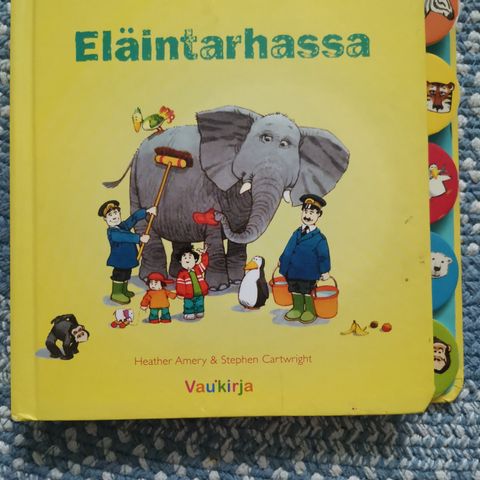 Eläintarhassa
Heather Amery & Stephen Cartwright
Vau'kirja